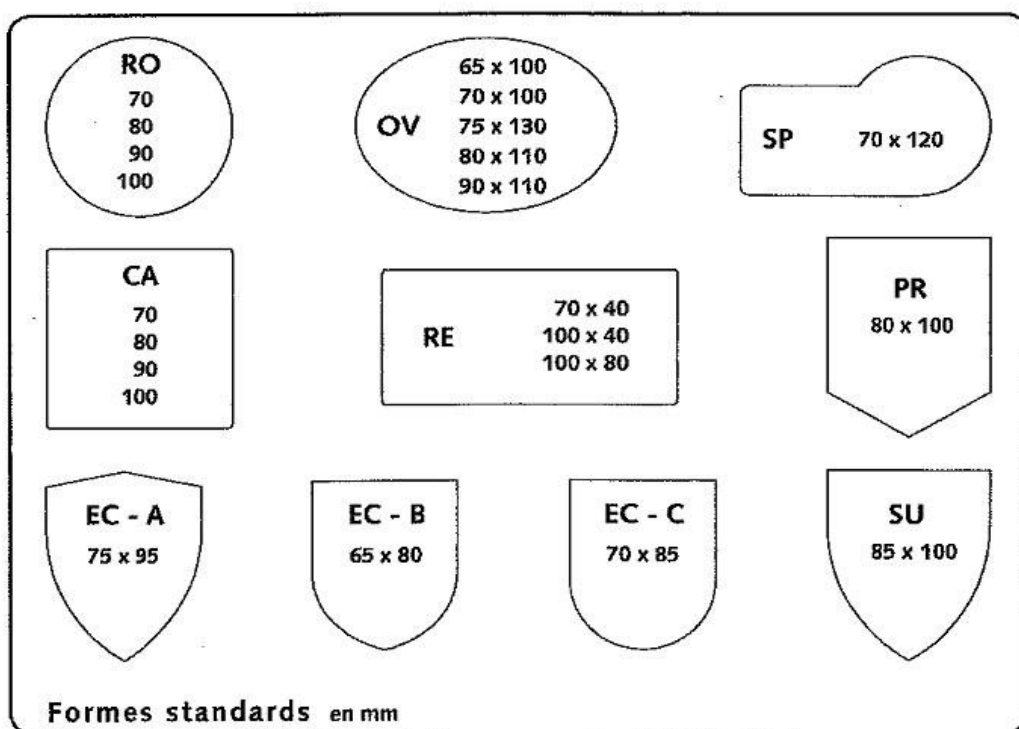 RO
70
80
90
100
OV
65 x 100
70 x 100
75 x 130
80 x 110
90 x 110
SP 70 x 120
CA
70
80
90
100
RE
70 x 40
100 x 40
100 x 80
PR
80 x 100
EC - A
75 x 95
EC - B
65 x 80
EC - C
70 x 85
SU
85 x 100
Formes standards en mm